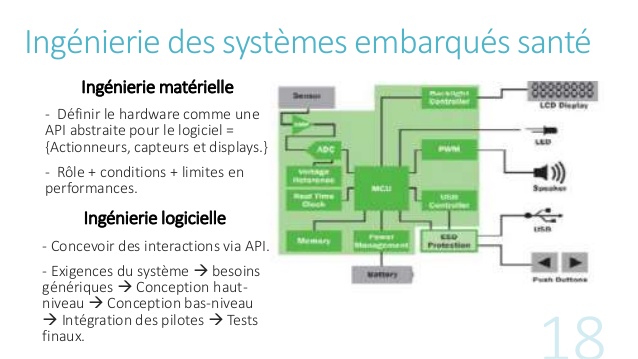 Ingénierie des systèmes embarqués santé
Ingénierie matérielle
- Définir le hardware comme une
API abstraite pour le logiciel =
{Actionneurs, capteurs et displays.}
- Rôle + conditions + limites en
performances.
Ingénierie logicielle
- Concevoir des interactions via API.
- Exigences du système → besoins
génériques → Conception haut-
niveau → Conception bas-niveau
→ Intégration des pilotes → Tests
finaux.
Sensor
ADC
Voltage
Reference
Real Time
Clock
Memory
MCU
Power
Management
Battery
Backlight
Controller
PWM
USB
Controller
ESD
Protection
LCD Display
LED
Speaker
USB
Push Buttons
18